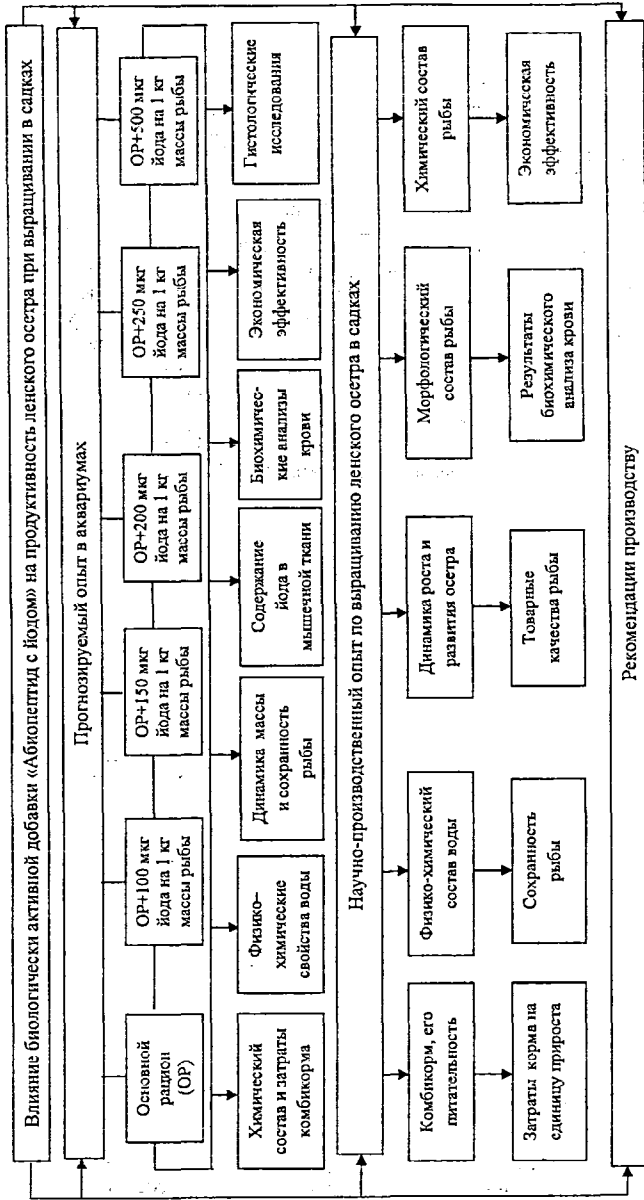 Влияние биологически активной добавки «Абиопептид с йодом» на продуктивность ленского осетра при выращивании в садках
Прогнозируемый опыт в аквариумах
Основной
рацион
(ОР)
ОР+100 мкг
йода на 1 кг
массы рыбы
ОР+150 мкг
йода на 1 кг
массы рыбы
ОР+200 мкг
йода на 1 кг
массы рыбы
ОР+250 мкг
йода на 1 кг
массы рыбы
ОР+500 мкг
йода на 1 кг
массы рыбы
Химический
состав и затраты
комбикорма
Физико–
химические
свойства воды
Динамика массы
и сохранность
рыбы
Содержание
йода в
мышечной ткани
Биохимичес-
кие анализы
крови
Экономическая
эффективность
Гистологические
исследования
Научно-производственный опыт по выращиванию ленского осетра в садках
Комбикорм, его
питательность
Физико-химический
состав воды
Динамика роста и
развития осетра
Морфологический
состав рыбы
Химический состав
рыбы
Затраты корма на
единицу прироста
Сохранность
рыбы
Товарные
качества рыбы
Результаты
биохимического
анализа крови
Экономическая
эффективность
Рекомендации производству